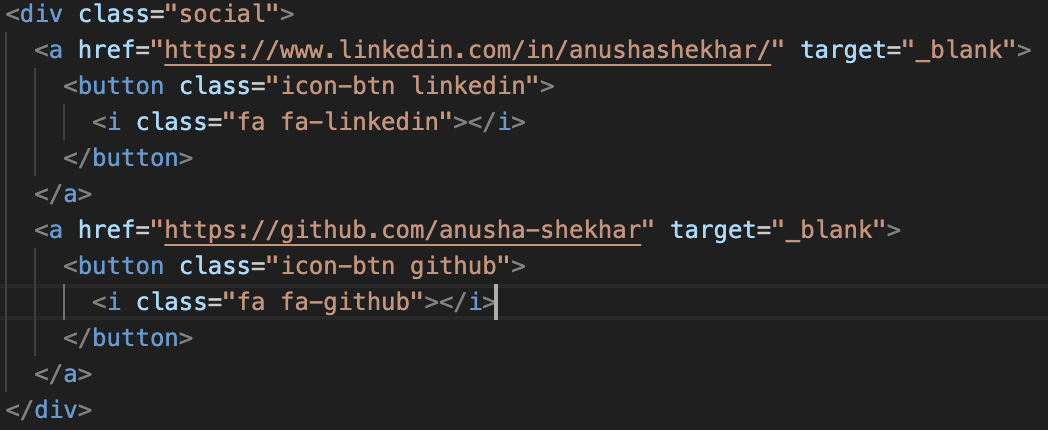 <div class="social">
<a href="https://www.linkedin.com/in/anushashekhar/" target="_blank">
<button class="icon-btn linkedin">
<i class="fa fa-linkedin"></i>
</button>
</a>
<a href="https://github.com/anusha-shekhar" target="_blank">
<button class="icon-btn github">
<i class="fa fa-github"></i>
</button>
</a>
</div>